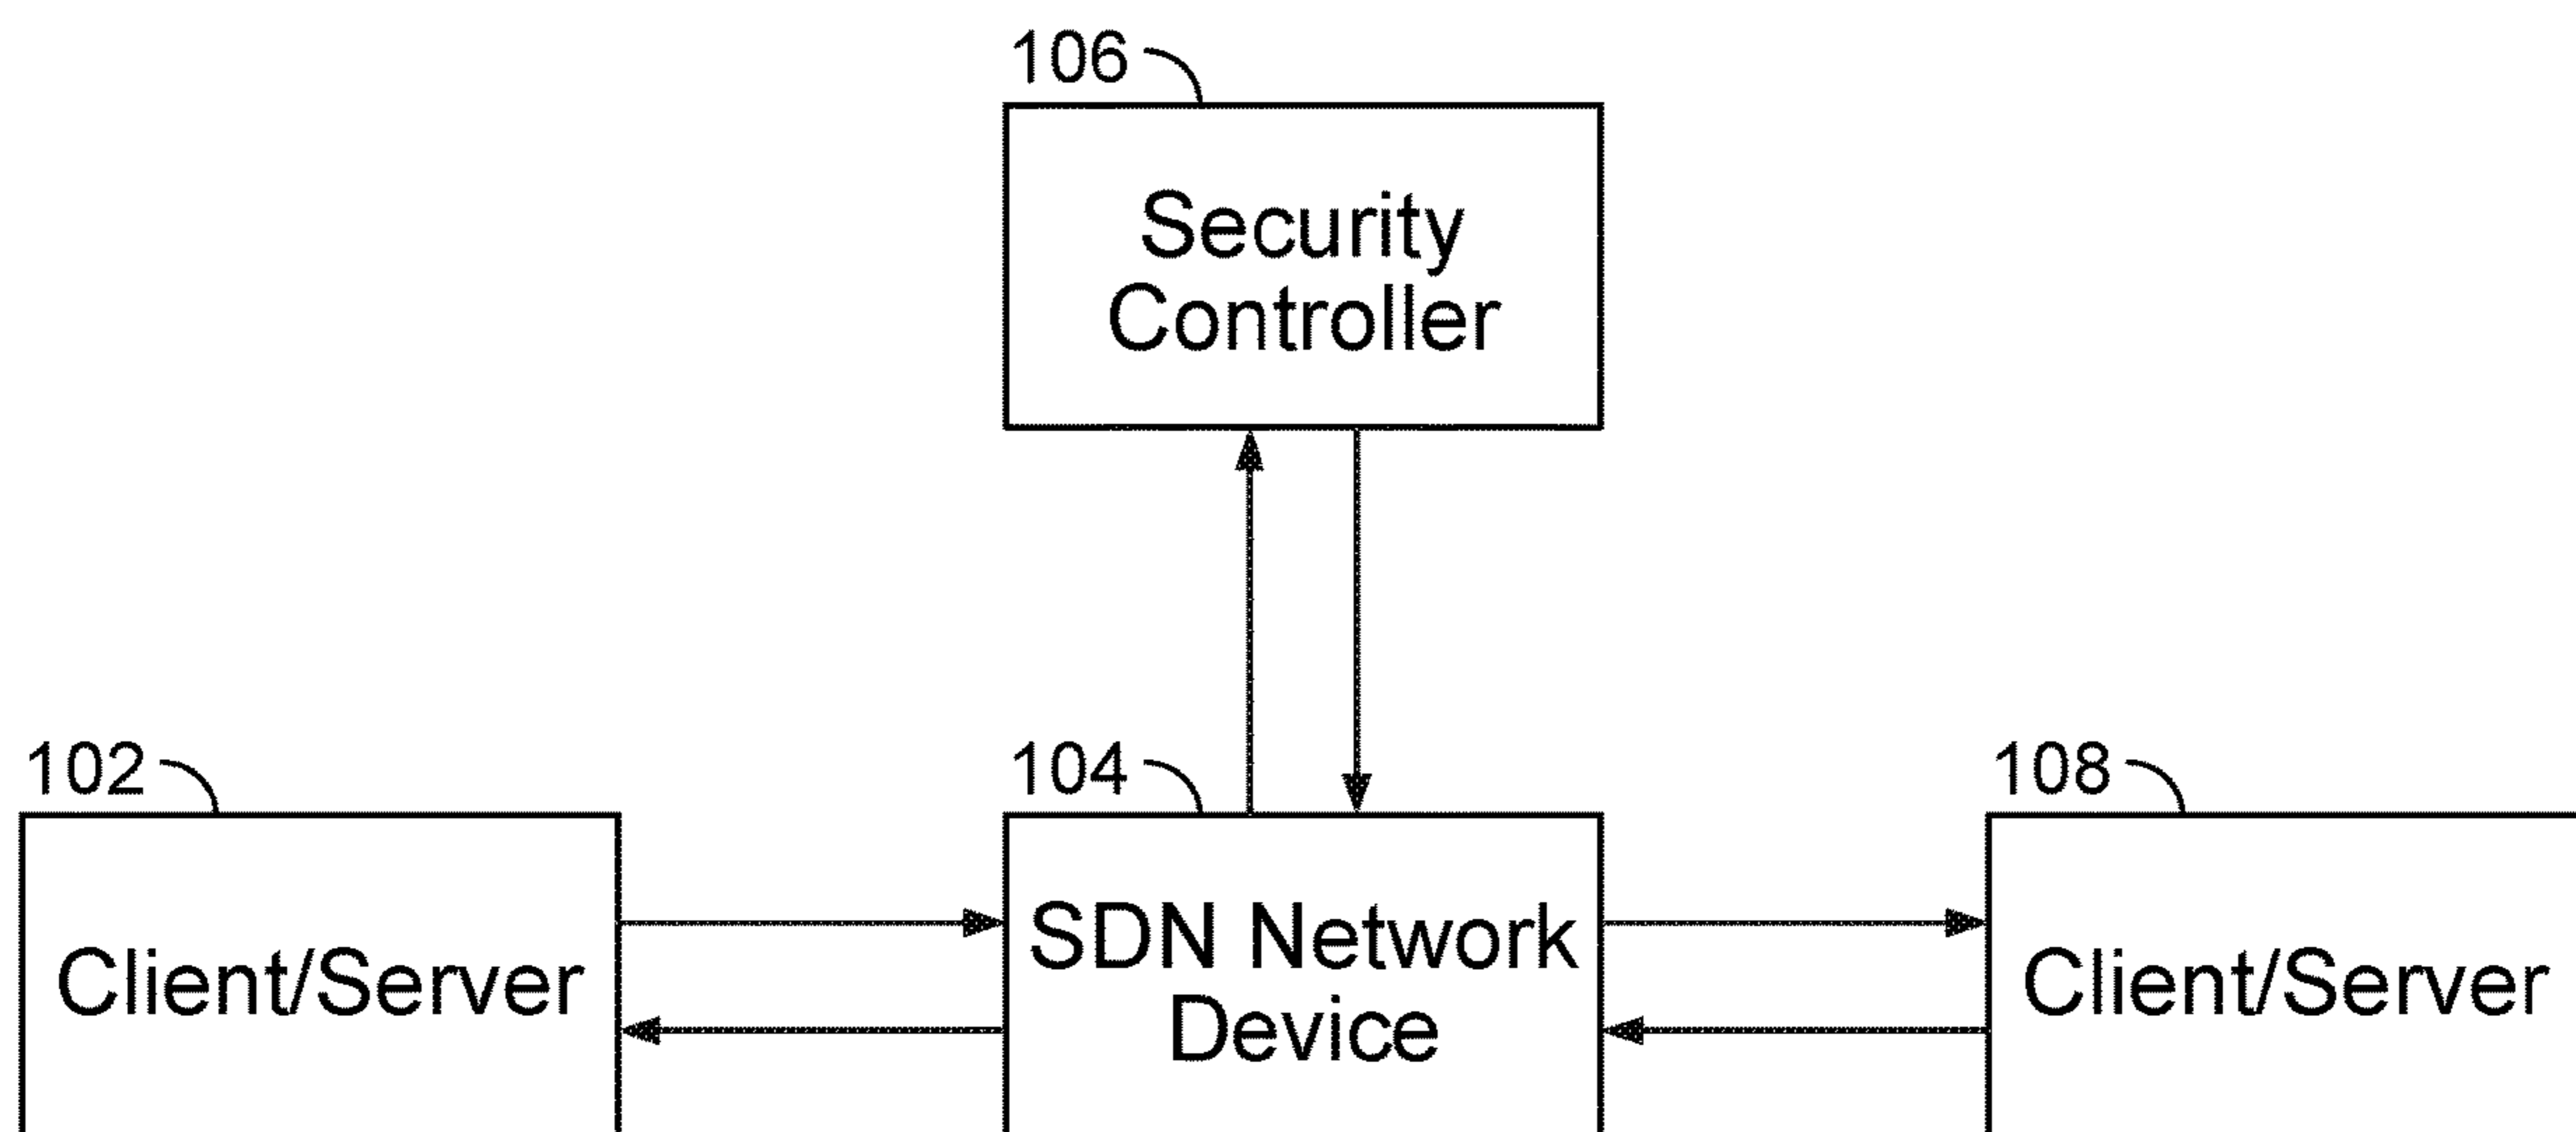 106
Security
Controller
102
104
108
Client/Server
SDN Network
Device
Client/Server